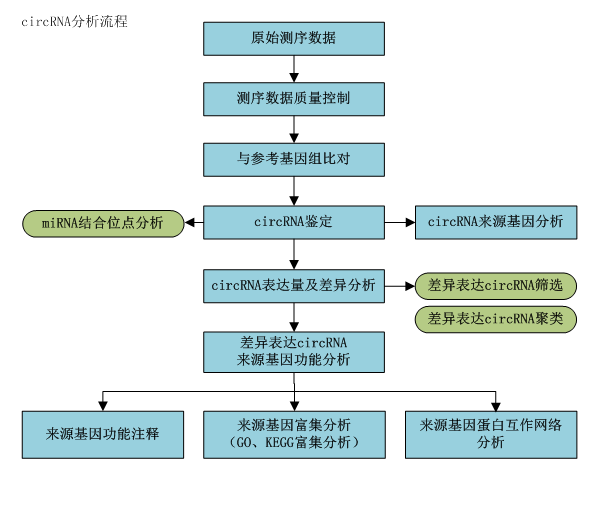 circRNA分析流程
原始测序数据
测序数据质量控制
与参考基因组比对
miRNA结合位点分析
circRNA鉴定
circRNA来源基因分析
circRNA表达量及差异分析
差异表达circRNA筛选
差异表达circRNA聚类
差异表达circRNA
来源基因功能分析
来源基因功能注释
来源基因富集分析
（GO、KEGG富集分析）
来源基因蛋白互作网络
分析